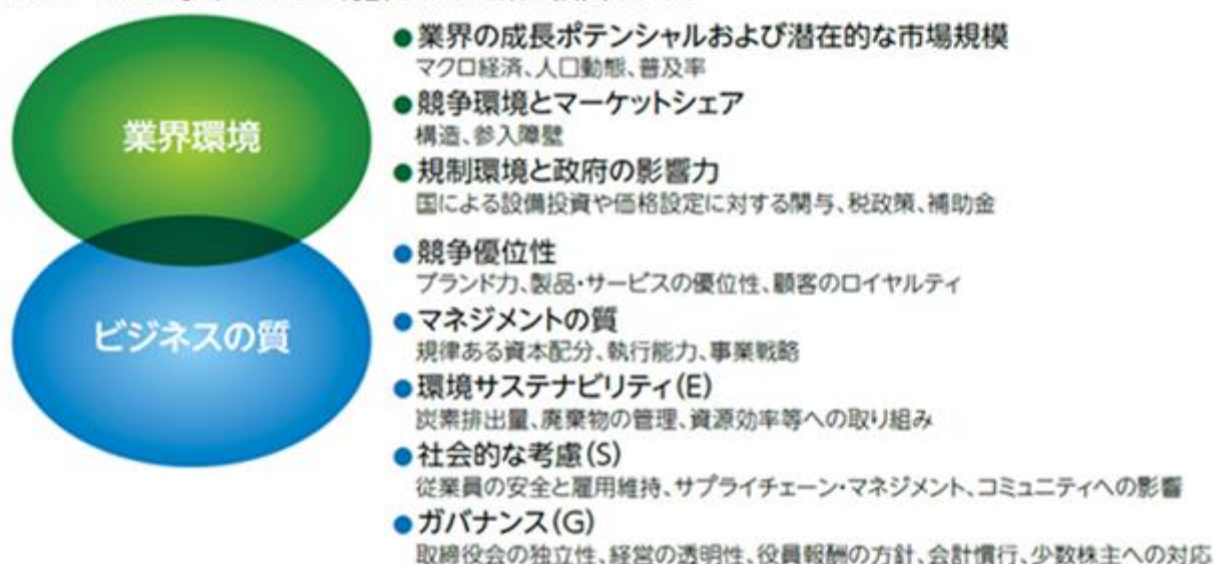 業界環境
●業界の成長ポテンシャルおよび潜在的な市場規模
マクロ経済、人口動態、普及率
●競争環境とマーケットシェア
構造、参入障壁
●規制環境と政府の影響力
国による設備投資や価格設定に対する関与、税政策、補助金
ビジネスの質
●競争優位性
ブランド力、製品・サービスの優位性、顧客のロイヤルティ
●マネジメントの質
規律ある資本配分、執行能力、事業戦略
●環境サステナビリティ(E)
炭素排出量、廃棄物の管理、資源効率等への取り組み
●社会的な考慮(S)
従業員の安全と雇用維持、サプライチェーン・マネジメント、コミュニティへの影響
●ガバナンス(G)
取締役会の独立性、経営の透明性、役員報酬の方針、会計慣行、少数株主への対応